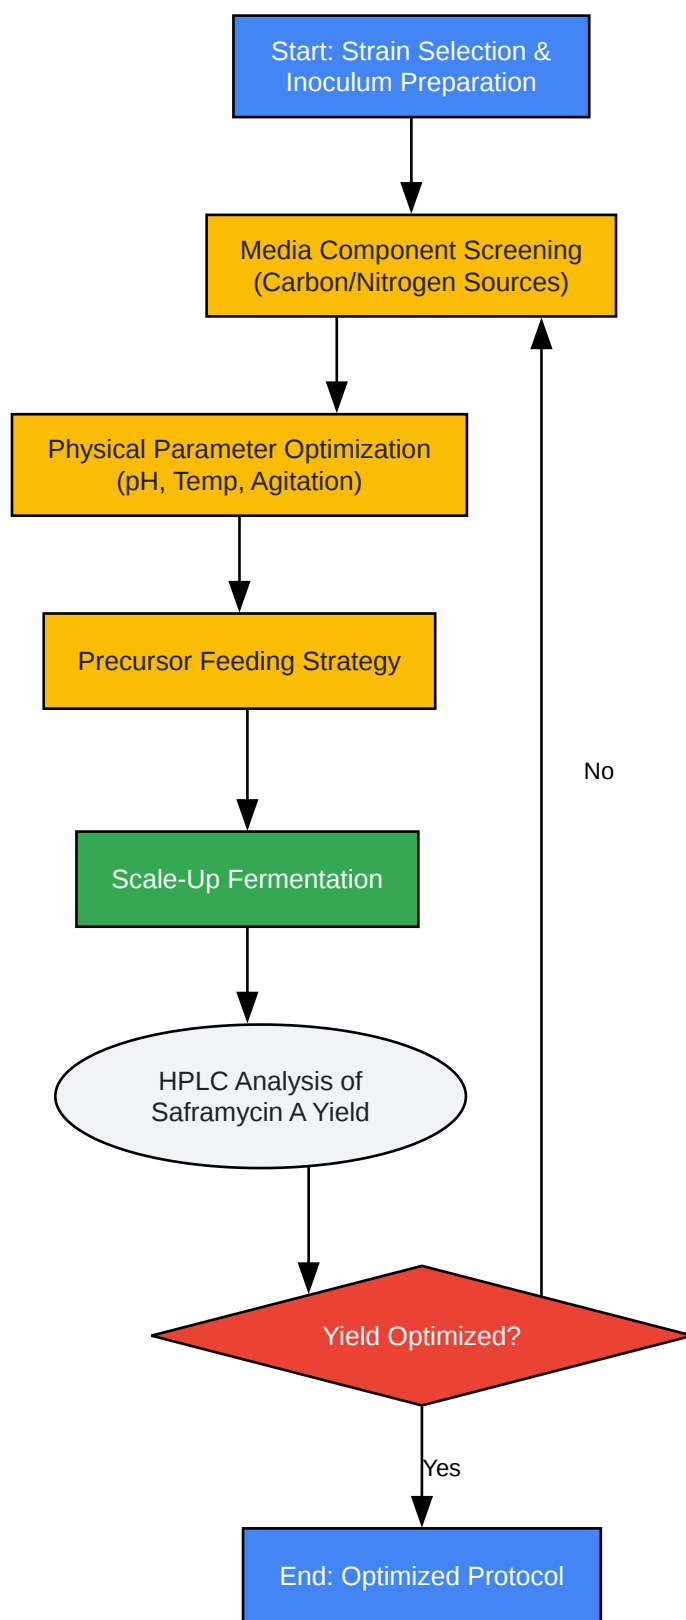 Start: Strain Selection &
Inoculum Preparation
Media Component Screening
(Carbon/Nitrogen Sources)
Physical Parameter Optimization
(pH, Temp, Agitation)
Precursor Feeding Strategy
No
Scale-Up Fermentation
HPLC Analysis of
Saframycin A Yield
Yield Optimized?
Yes
End: Optimized Protocol